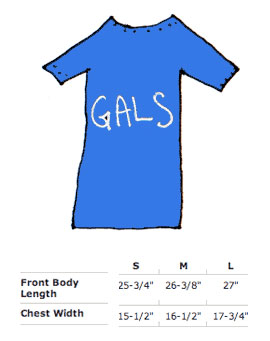 GALS
S M L
Front Body Length 25-3/4" 26-3/8" 27"
Chest Width 15-1/2" 16-1/2" 17-3/4"